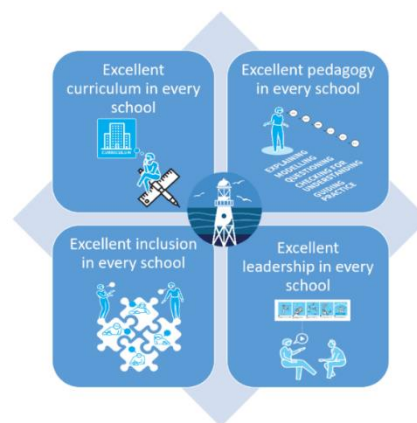 Excellent
curriculum in every
school
CURRICULUM
Excellent pedagogy
in every school
EXPLAINING
MODELLING
QUESTIONING
CHECKING FOR
UNDERSTANDING
GUIDING
PRACTICE
Excellent inclusion
in every school
Excellent
leadership in every
school